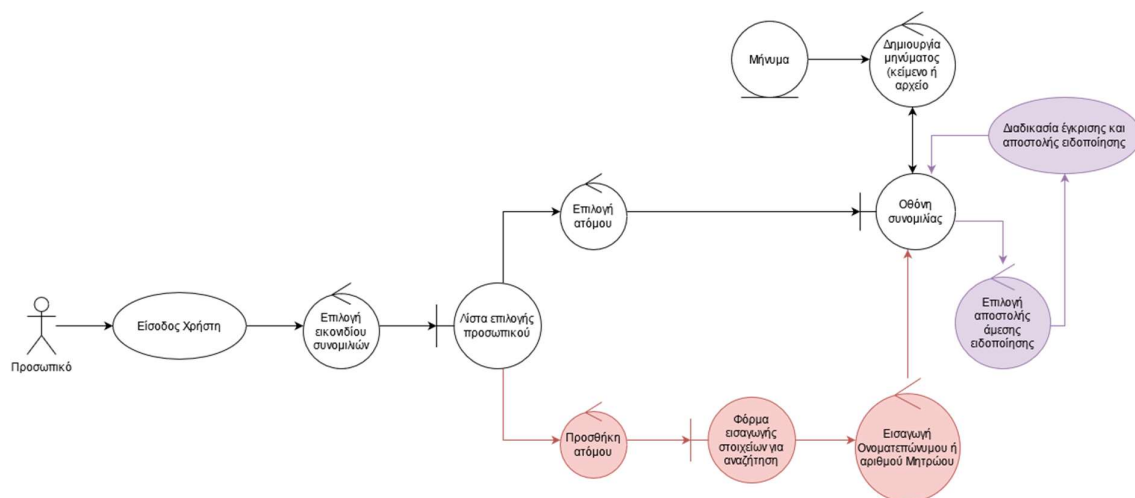 Μήνυμα
Δημιουργία
μηνύματος
(κείμενο ή
αρχείο
Διαδικασία έγκρισης και
αποστολής ειδοποίησης
Επιλογή
ατόμου
Οθόνη
συνομιλίας
Προσωπικό
Είσοδος Χρήστη
Επιλογή
εικονιδίου
συνομιλιών
Λίστα επιλογής
προσωπικού
Επιλογή
αποστολής
άμεσης
ειδοποίησης
Προσθήκη
ατόμου
Φόρμα
εισαγωγής
στοιχείων για
αναζήτηση
Εισαγωγή
Ονοματεπώνυμου ή
αριθμού Μητρώου